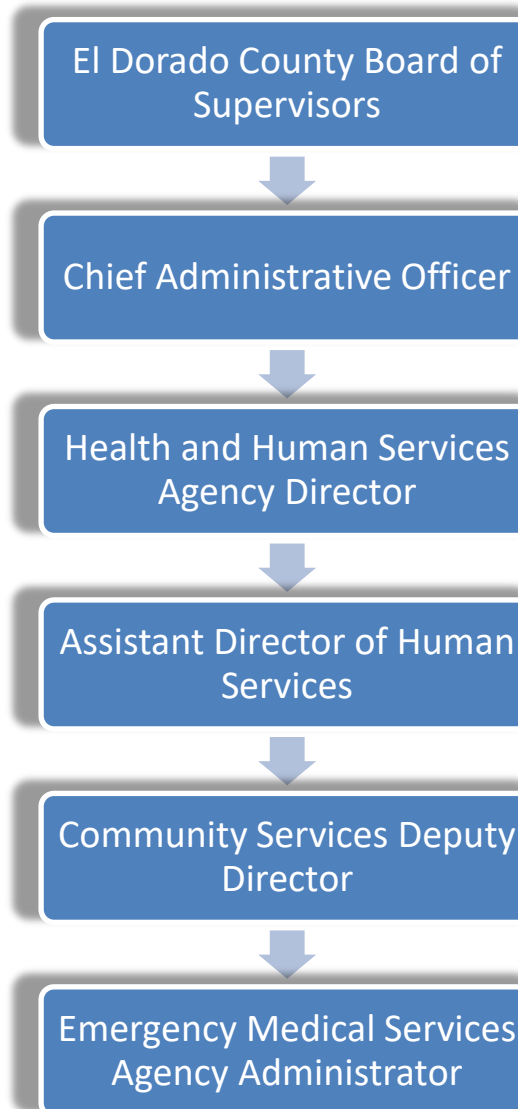 El Dorado County Board of
Supervisors
Chief Administrative Officer
Health and Human Services
Agency Director
Assistant Director of Human
Services
Community Services Deputy
Director
Emergency Medical Services
Agency Administrator